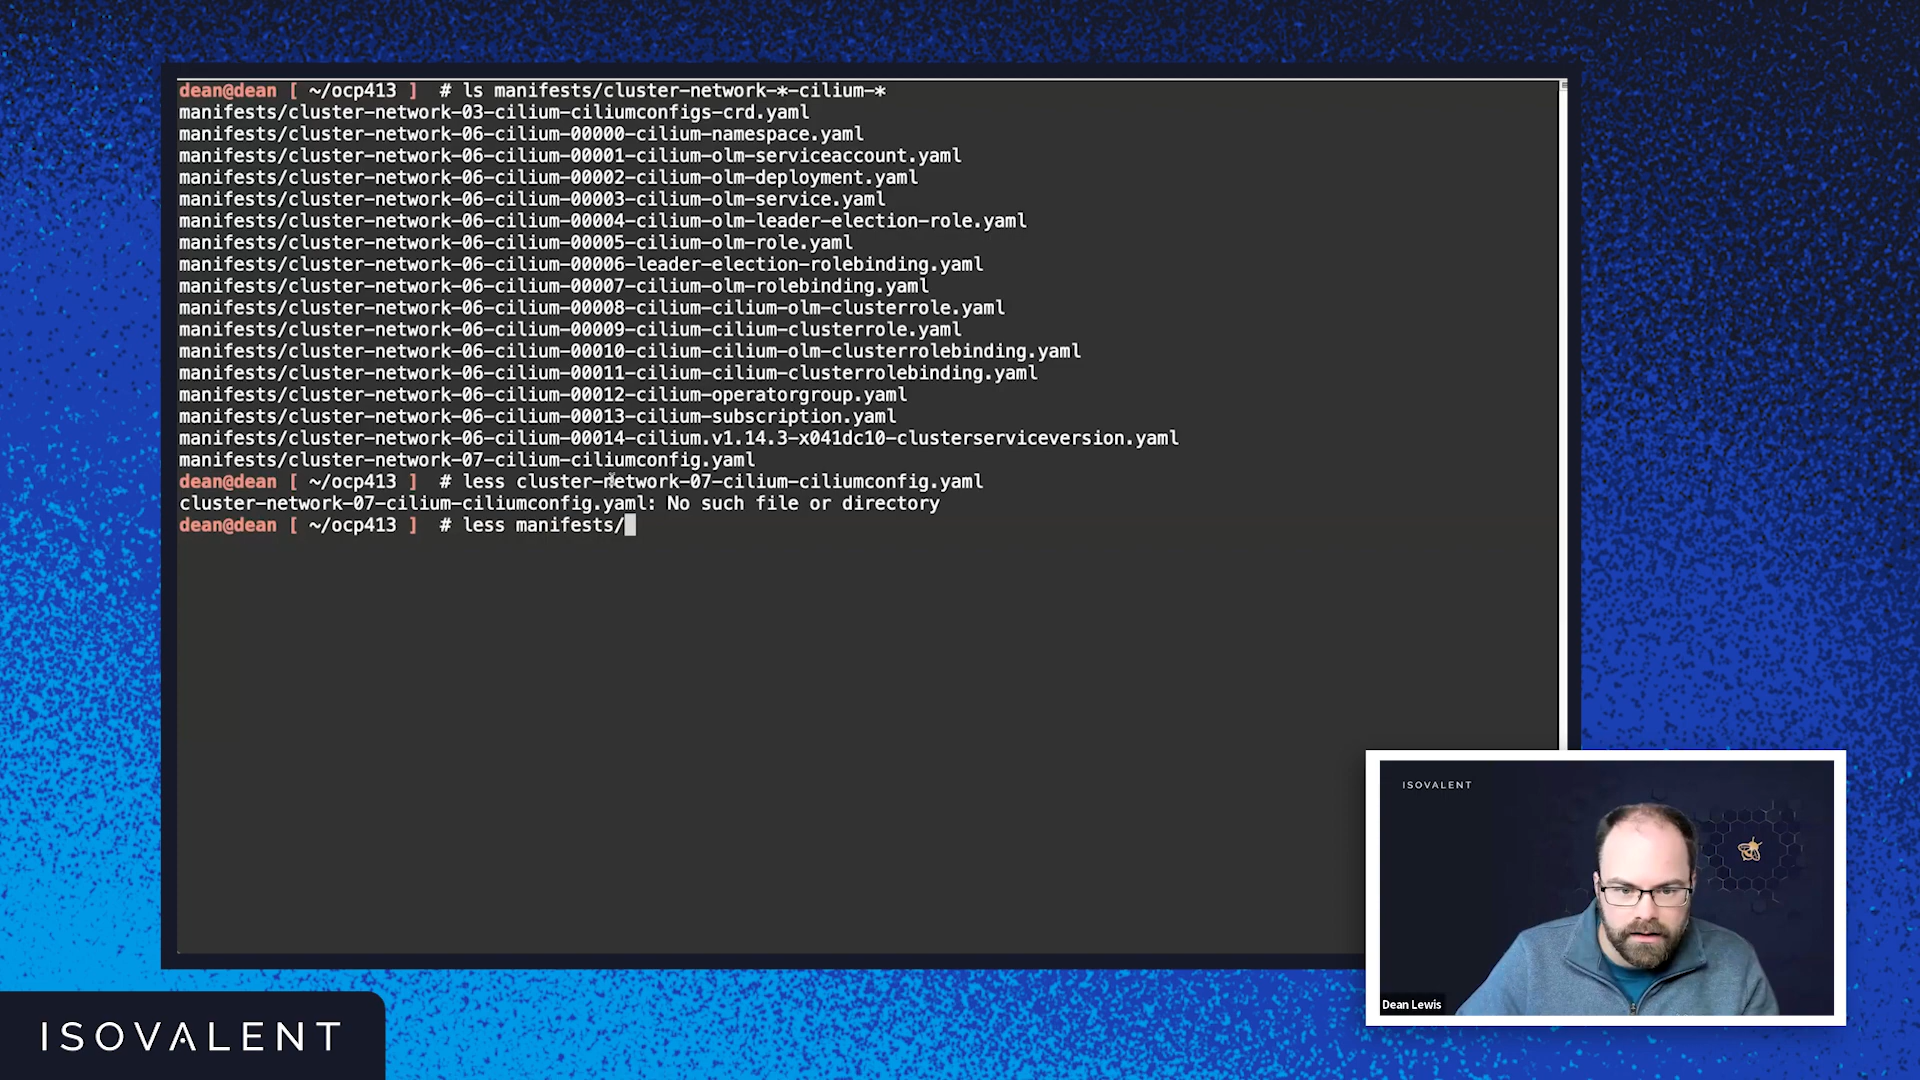 dean@dean [ ~/ocp413 ]  # ls manifests/cluster-network-*-cilium-*
manifests/cluster-network-03-cilium-ciliumconfigs-crd.yaml
manifests/cluster-network-06-cilium-00000-cilium-namespace.yaml
manifests/cluster-network-06-cilium-00001-cilium-olm-serviceaccount.yaml
manifests/cluster-network-06-cilium-00002-cilium-olm-deployment.yaml
manifests/cluster-network-06-cilium-00003-cilium-olm-service.yaml
manifests/cluster-network-06-cilium-00004-cilium-olm-leader-election-role.yaml
manifests/cluster-network-06-cilium-00005-cilium-olm-role.yaml
manifests/cluster-network-06-cilium-00006-leader-election-rolebinding.yaml
manifests/cluster-network-06-cilium-00007-cilium-olm-rolebinding.yaml
manifests/cluster-network-06-cilium-00008-cilium-cilium-olm-clusterrole.yaml
manifests/cluster-network-06-cilium-00009-cilium-cilium-clusterrole.yaml
manifests/cluster-network-06-cilium-00010-cilium-cilium-olm-clusterrolebinding.yaml
manifests/cluster-network-06-cilium-00011-cilium-cilium-clusterrolebinding.yaml
manifests/cluster-network-06-cilium-00012-cilium-operatorgroup.yaml
manifests/cluster-network-06-cilium-00013-cilium-subscription.yaml
manifests/cluster-network-06-cilium-00014-cilium.v1.14.3-x041dc10-clusterserviceversion.yaml
manifests/cluster-network-07-cilium-ciliumconfig.yaml
dean@dean [ ~/ocp413 ]  # less cluster-network-07-cilium-ciliumconfig.yaml
cluster-network-07-cilium-ciliumconfig.yaml: No such file or directory
dean@dean [ ~/ocp413 ]  # less manifests/
ISOVALENT
Dean Lewis
ISOVALENT